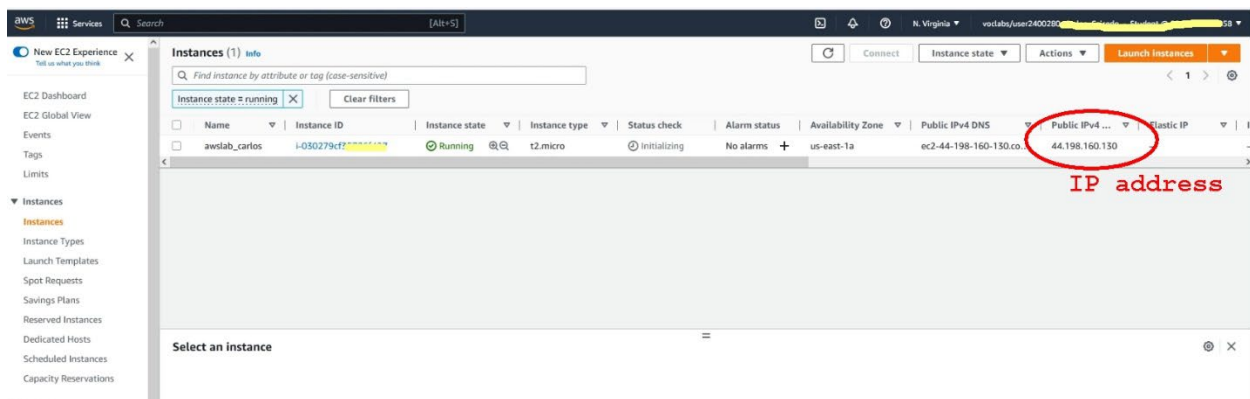 aws Services Search [Alt+S] N. Virginia ▼ voclabs/user2400280 58 ▼
New EC2 Experience
Tell us what you think
EC2 Dashboard
EC2 Global View
Events
Tags
Limits
▼ Instances
Instances
Instance Types
Launch Templates
Spot Requests
Savings Plans
Reserved Instances
Dedicated Hosts
Scheduled Instances
Capacity Reservations
Instances (1) Info Connect Instance state ▼ Actions ▼ Launch Instances ▼
Find instance by attribute or tag (case-sensitive) < 1 >
Instance state = running X Clear filters
Name Instance ID Instance state Instance type Status check Alarm status Availability Zone Public IPv4 DNS Public IPv4 ... Elastic IP
awslab_carlos i-030279cf Running t2.micro Initializing No alarms + us-east-1a ec2-44-198-160-130.co... 44.198.160.130 –
IP address
Select an instance